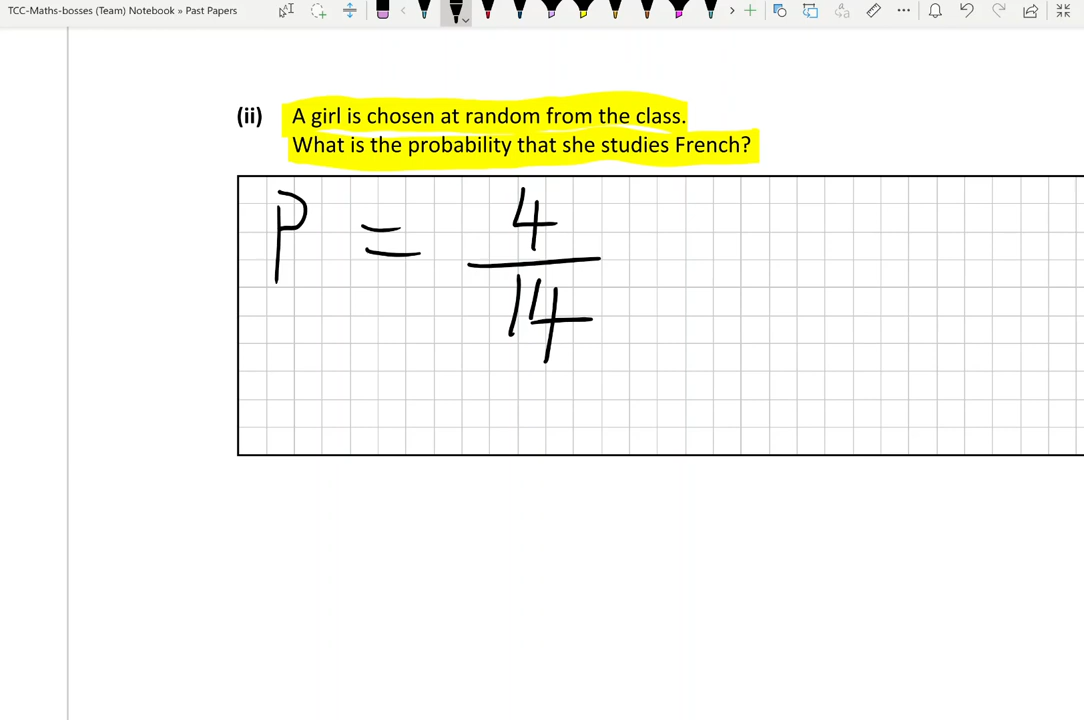 TCC-Maths-bosses (Team) Notebook » Past Papers
(ii) A girl is chosen at random from the class.
What is the probability that she studies French?
P = 4
14